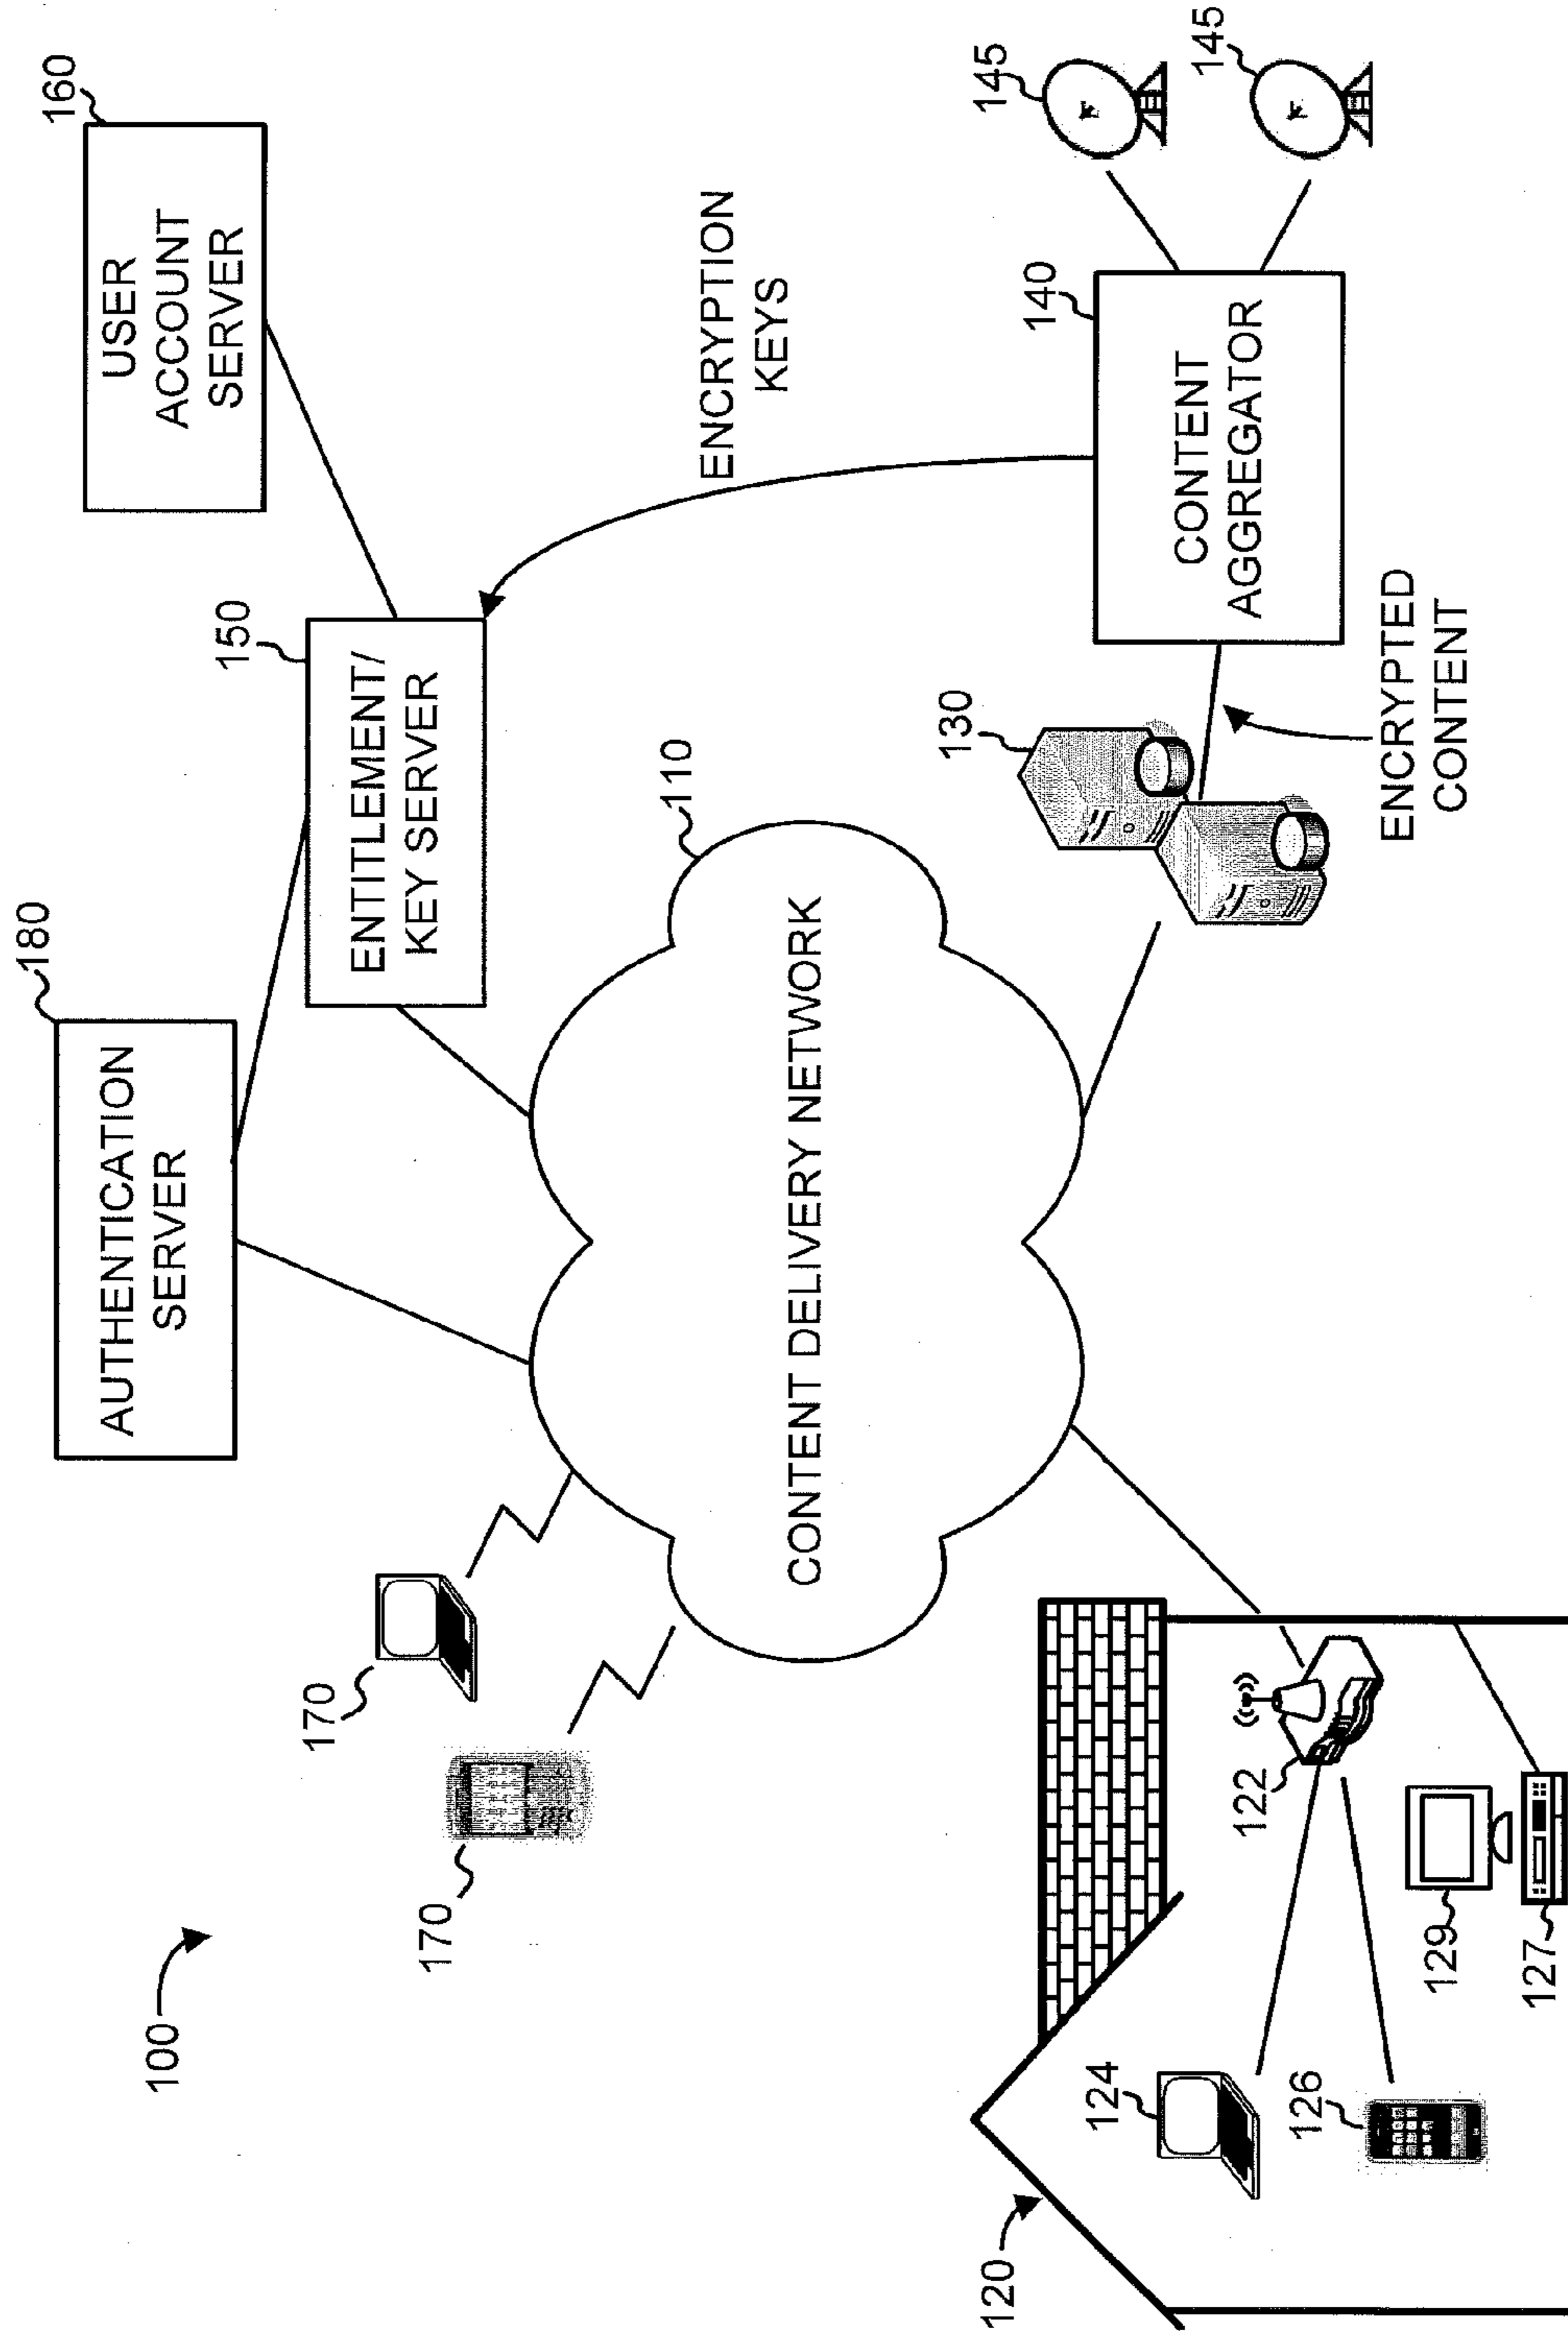 100
180
AUTHENTICATION
SERVER
160
USER
ACCOUNT
SERVER
150
ENTITLEMENT/
KEY SERVER
170
170
110
CONTENT DELIVERY NETWORK
ENCRYPTION
KEYS
130
140
CONTENT
AGGREGATOR
145
145
ENCRYPTED
CONTENT
120
122
124
126
129
127